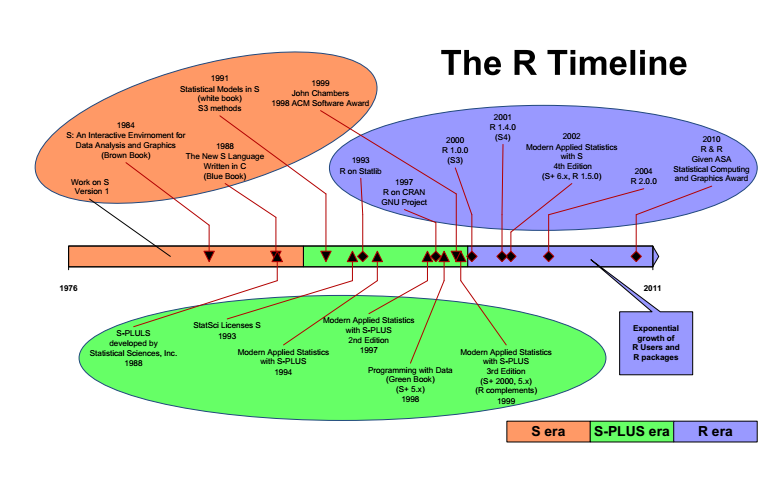 The R Timeline
1991
Statistical Models in S
(white book)
S3 methods
1999
John Chambers
1998 ACM Software Award
1984
S: An Interactive Envirnoment for
Data Analysis and Graphics
(Brown Book)
1988
The New S Language
Written in C
(Blue Book)
Work on S
Version 1
1993
R on Statlib
1997
R on CRAN
GNU Project
2000
R 1.0.0
(S3)
2001
R 1.4.0
(S4)
2002
Modern Applied Statistics
with S
4th Edition
(S+ 6.x, R 1.5.0)
2004
R 2.0.0
2010
R & R
Given ASA
Statistical Computing
and Graphics Award
1976
2011
S-PLULS
developed by
Statistical Sciences, Inc.
1988
StatSci Licenses S
1993
Modern Applied Statistics
with S-PLUS
1994
Modern Applied Statistics
with S-PLUS
2nd Edition
1997
Programming with Data
(Green Book)
(S+ 5.x)
1998
Modern Applied Statistics
with S-PLUS
3rd Edition
(S+ 2000, 5.x)
(R complements)
1999
Exponential
growth of
R Users and
R packages
S era
S-PLUS era
R era